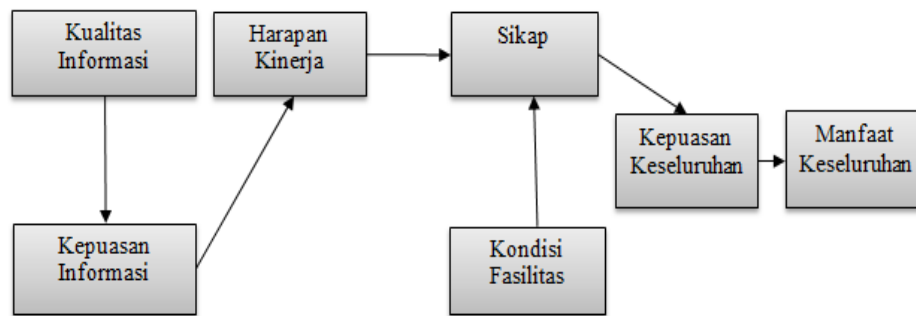 Kualitas
Informasi
Harapan
Kinerja
Sikap
Kepuasan
Keseluruhan
Manfaat
Keseluruhan
Kepuasan
Informasi
Kondisi
Fasilitas